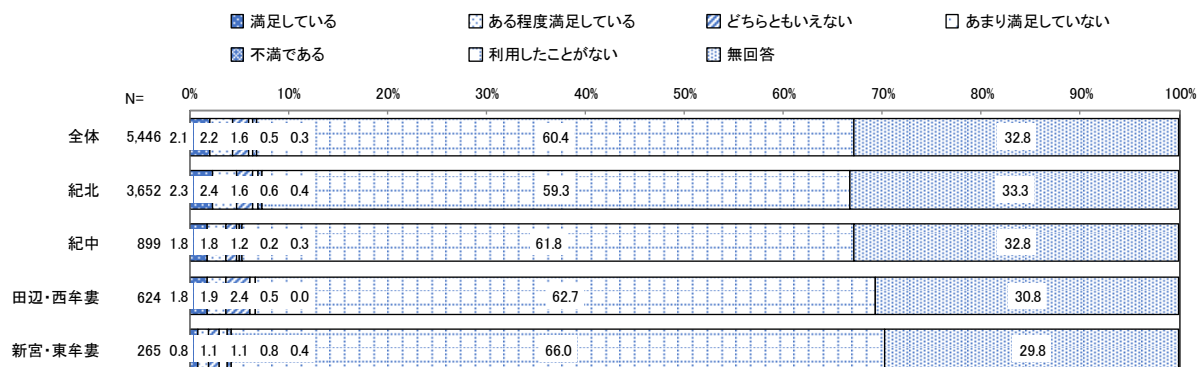 満足している ある程度満足している どちらともいえない あまり満足していない
不満である 利用したことがない 無回答
N= 0% 10% 20% 30% 40% 50% 60% 70% 80% 90% 100%
全体 5,446 2.1 2.2 1.6 0.5 0.3 60.4 32.8
紀北 3,652 2.3 2.4 1.6 0.6 0.4 59.3 33.3
紀中 899 1.8 1.8 1.2 0.2 0.3 61.8 32.8
田辺・西牟婁 624 1.8 1.9 2.4 0.5 0.0 62.7 30.8
新宮・東牟婁 265 0.8 1.1 1.1 0.8 0.4 66.0 29.8